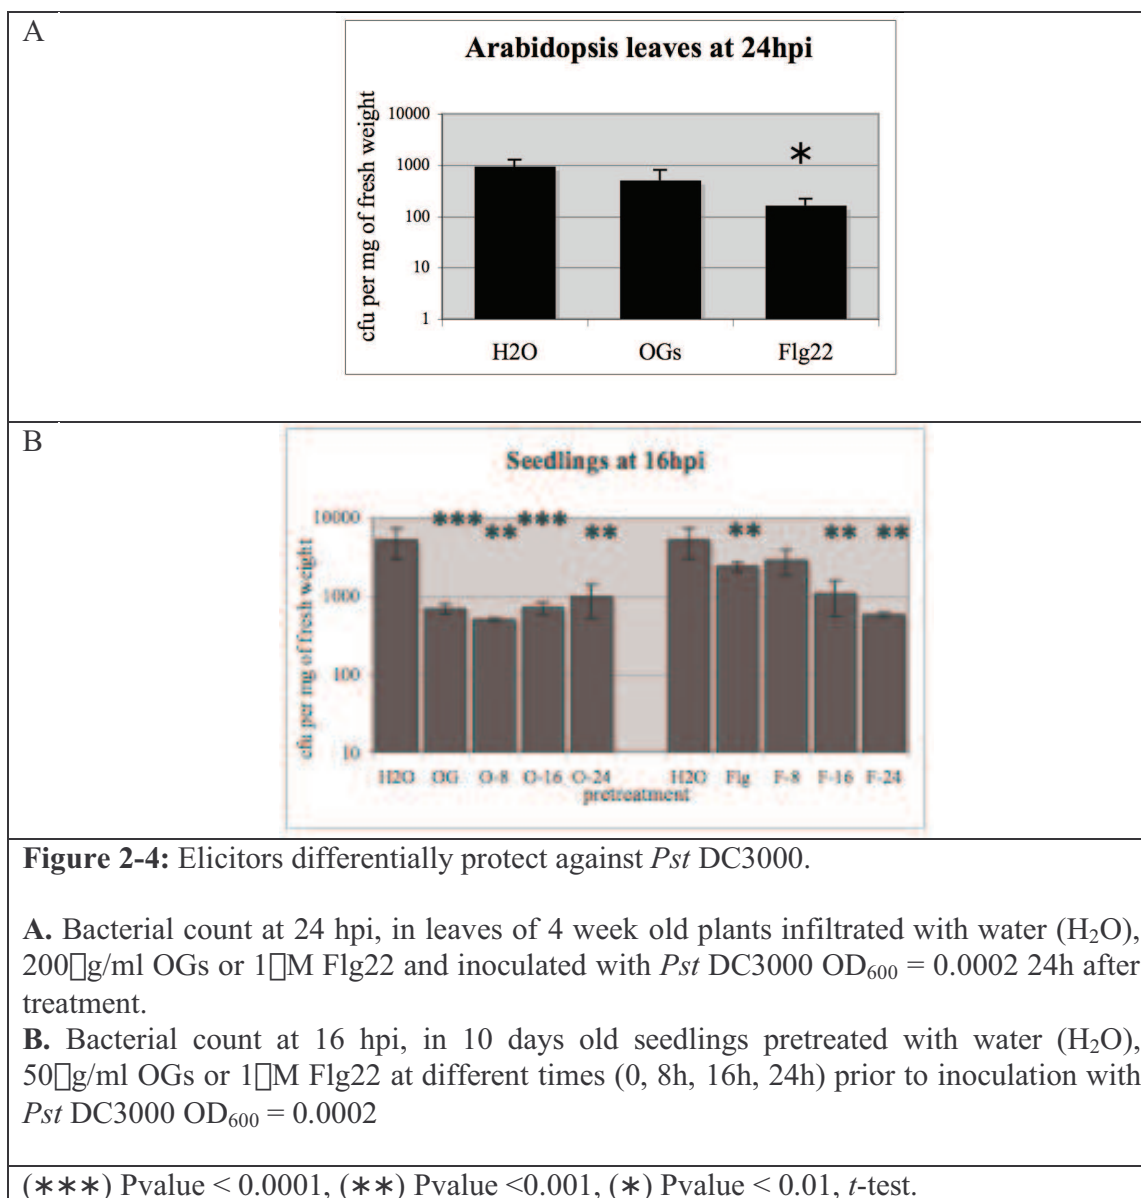 A
Arabidopsis leaves at 24hpi
cfu per mg of fresh weight
10000
1000
100
10
1
*
H2O OGs Flg22
B
Seedlings at 16hpi
cfu per mg of fresh weight
10000
1000
100
10
*** ** *** ** ** ** **
H2O OG O-8 O-16 O-24 H2O Flg F-8 F-16 F-24
pretreatment
Figure 2-4: Elicitors differentially protect against Pst DC3000.
A. Bacterial count at 24 hpi, in leaves of 4 week old plants infiltrated with water (H₂O),
200□g/ml OGs or 1□M Flg22 and inoculated with Pst DC3000 OD₆₀₀ = 0.0002 24h after
treatment.
B. Bacterial count at 16 hpi, in 10 days old seedlings pretreated with water (H₂O),
50□g/ml OGs or 1□M Flg22 at different times (0, 8h, 16h, 24h) prior to inoculation with
Pst DC3000 OD₆₀₀ = 0.0002
(∗∗∗) Pvalue < 0.0001, (∗∗) Pvalue <0.001, (∗) Pvalue < 0.01, t-test.